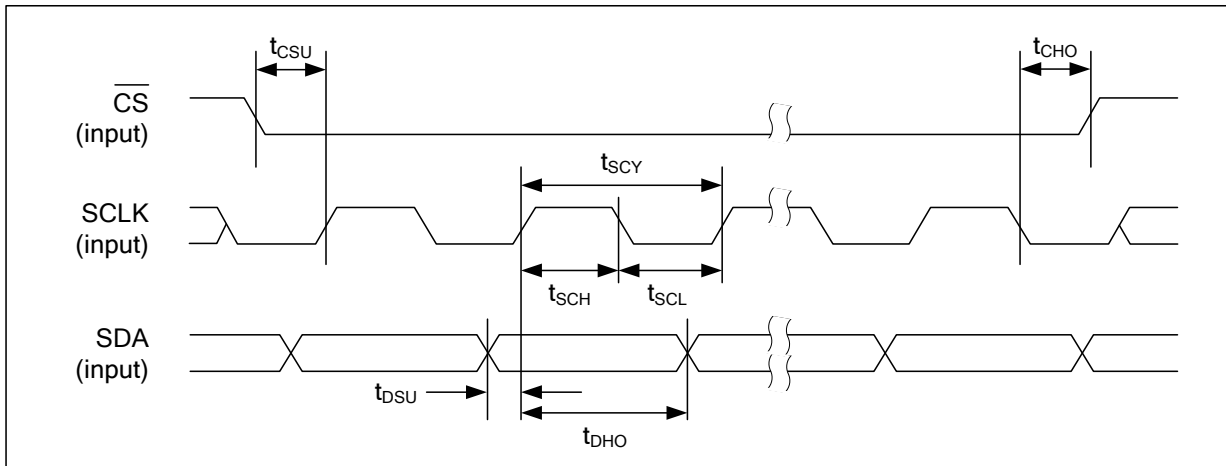 tCSU
tCHO
CS
(input)
tSCY
SCLK
(input)
tSCH
tSCL
SDA
(input)
tDSU
tDHO